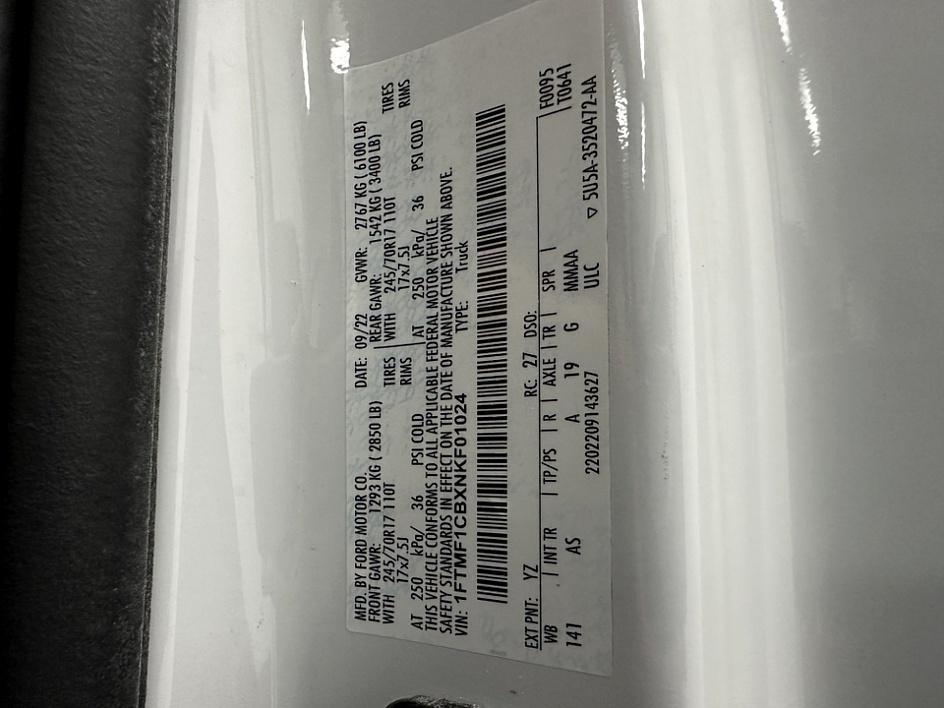 MFD. BY FORD MOTOR CO. DATE: 09/22 GVWR: 2767 KG ( 6100 LB)
FRONT GAWR: 1293 KG ( 2850 LB) REAR GAWR: 1542 KG ( 3400 LB)
WITH 245/70R17 110T TIRES WITH 245/70R17 110T TIRES
17x7.5J RIMS 17x7.5J RIMS
AT 250 kPa/ 36 PSI COLD AT 250 kPa/ 36 PSI COLD
THIS VEHICLE CONFORMS TO ALL APPLICABLE FEDERAL MOTOR VEHICLE
SAFETY STANDARDS IN EFFECT ON THE DATE OF MANUFACTURE SHOWN ABOVE.
VIN: 1FTMF1CBXNKF01024 TYPE: Truck
EXT PNT: YZ RC: 27 DSO: F0095
WB INT TR TP/PS R AXLE TR SPR T0641
141 AS A 19 G MMAA
2202209143627 ULC ▽ 5U5A-3520472-AA